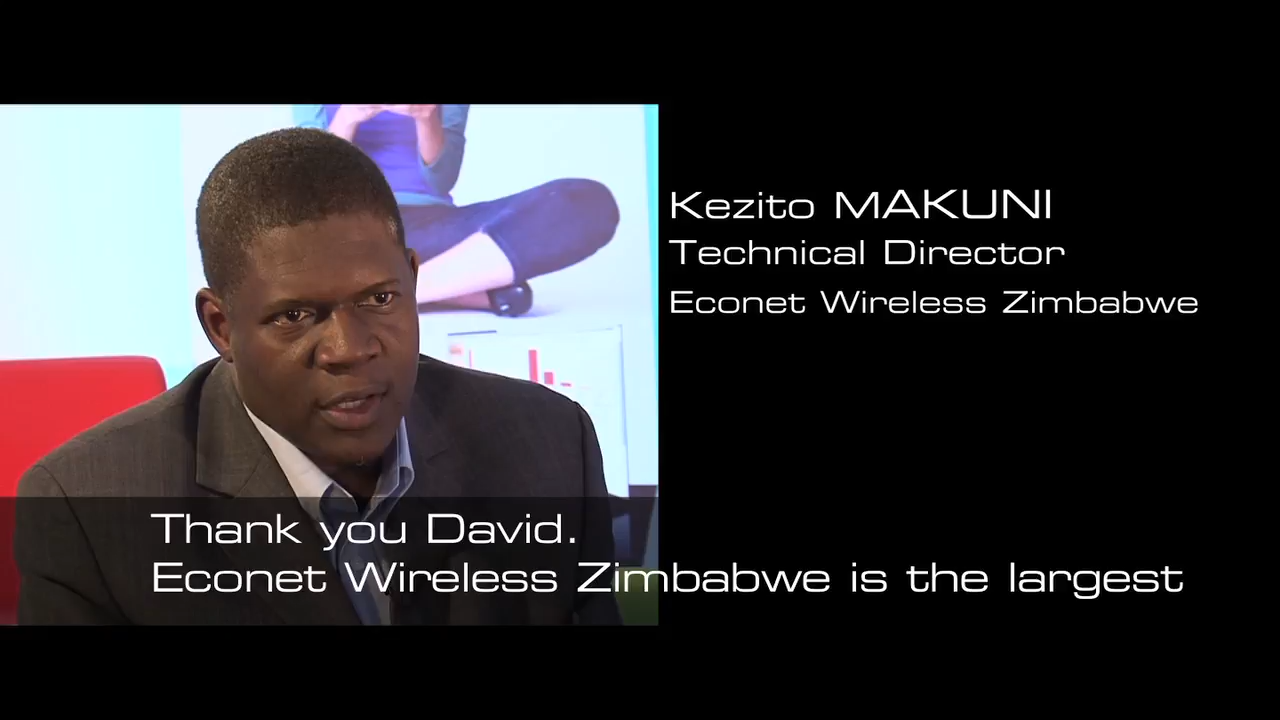 Kezito MAKUNI
Technical Director
Econet Wireless Zimbabwe
Thank you David.
Econet Wireless Zimbabwe is the largest